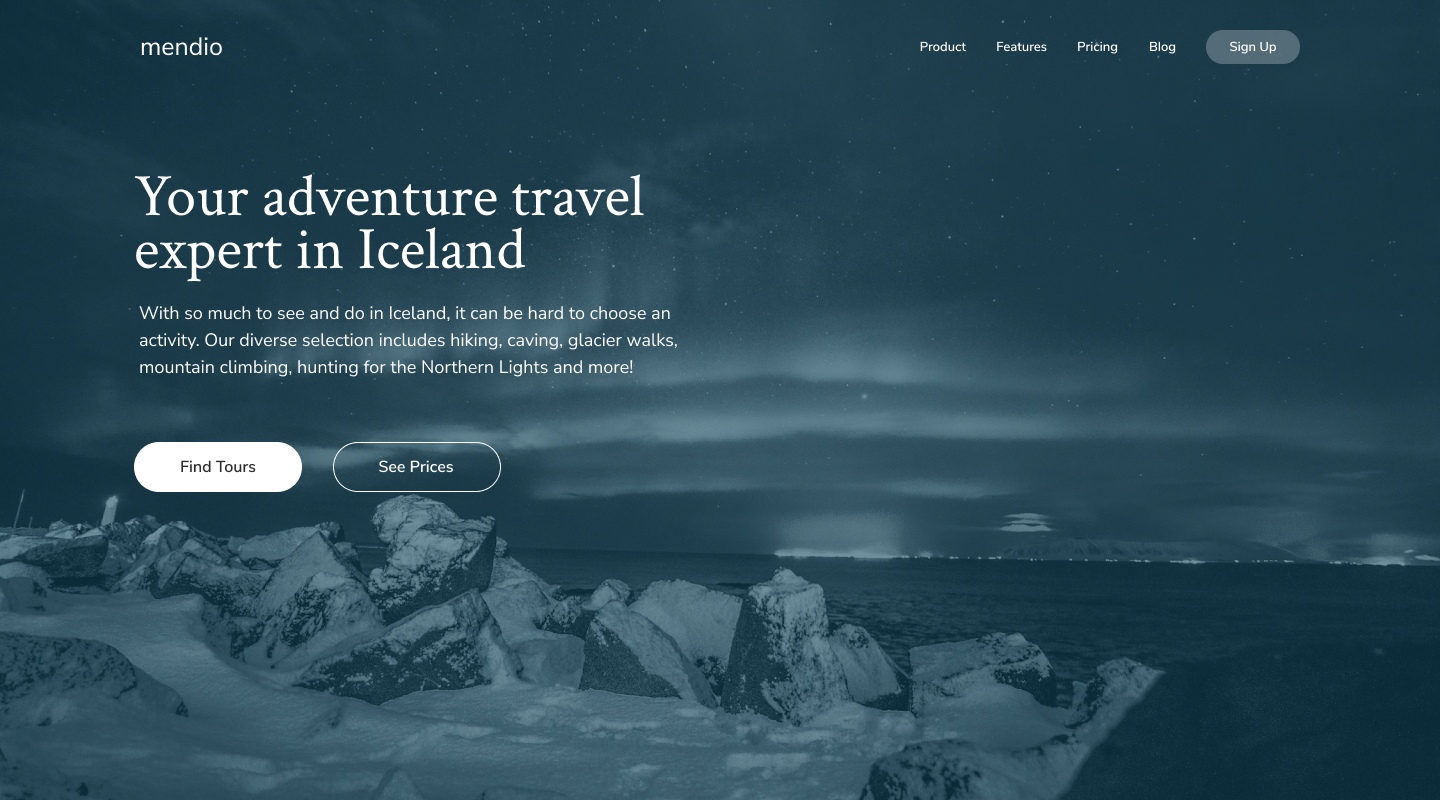 mendio
Product
Features
Pricing
Blog
Sign Up
Your adventure travel
expert in Iceland
With so much to see and do in Iceland, it can be hard to choose an
activity. Our diverse selection includes hiking, caving, glacier walks,
mountain climbing, hunting for the Northern Lights and more!
Find Tours
See Prices